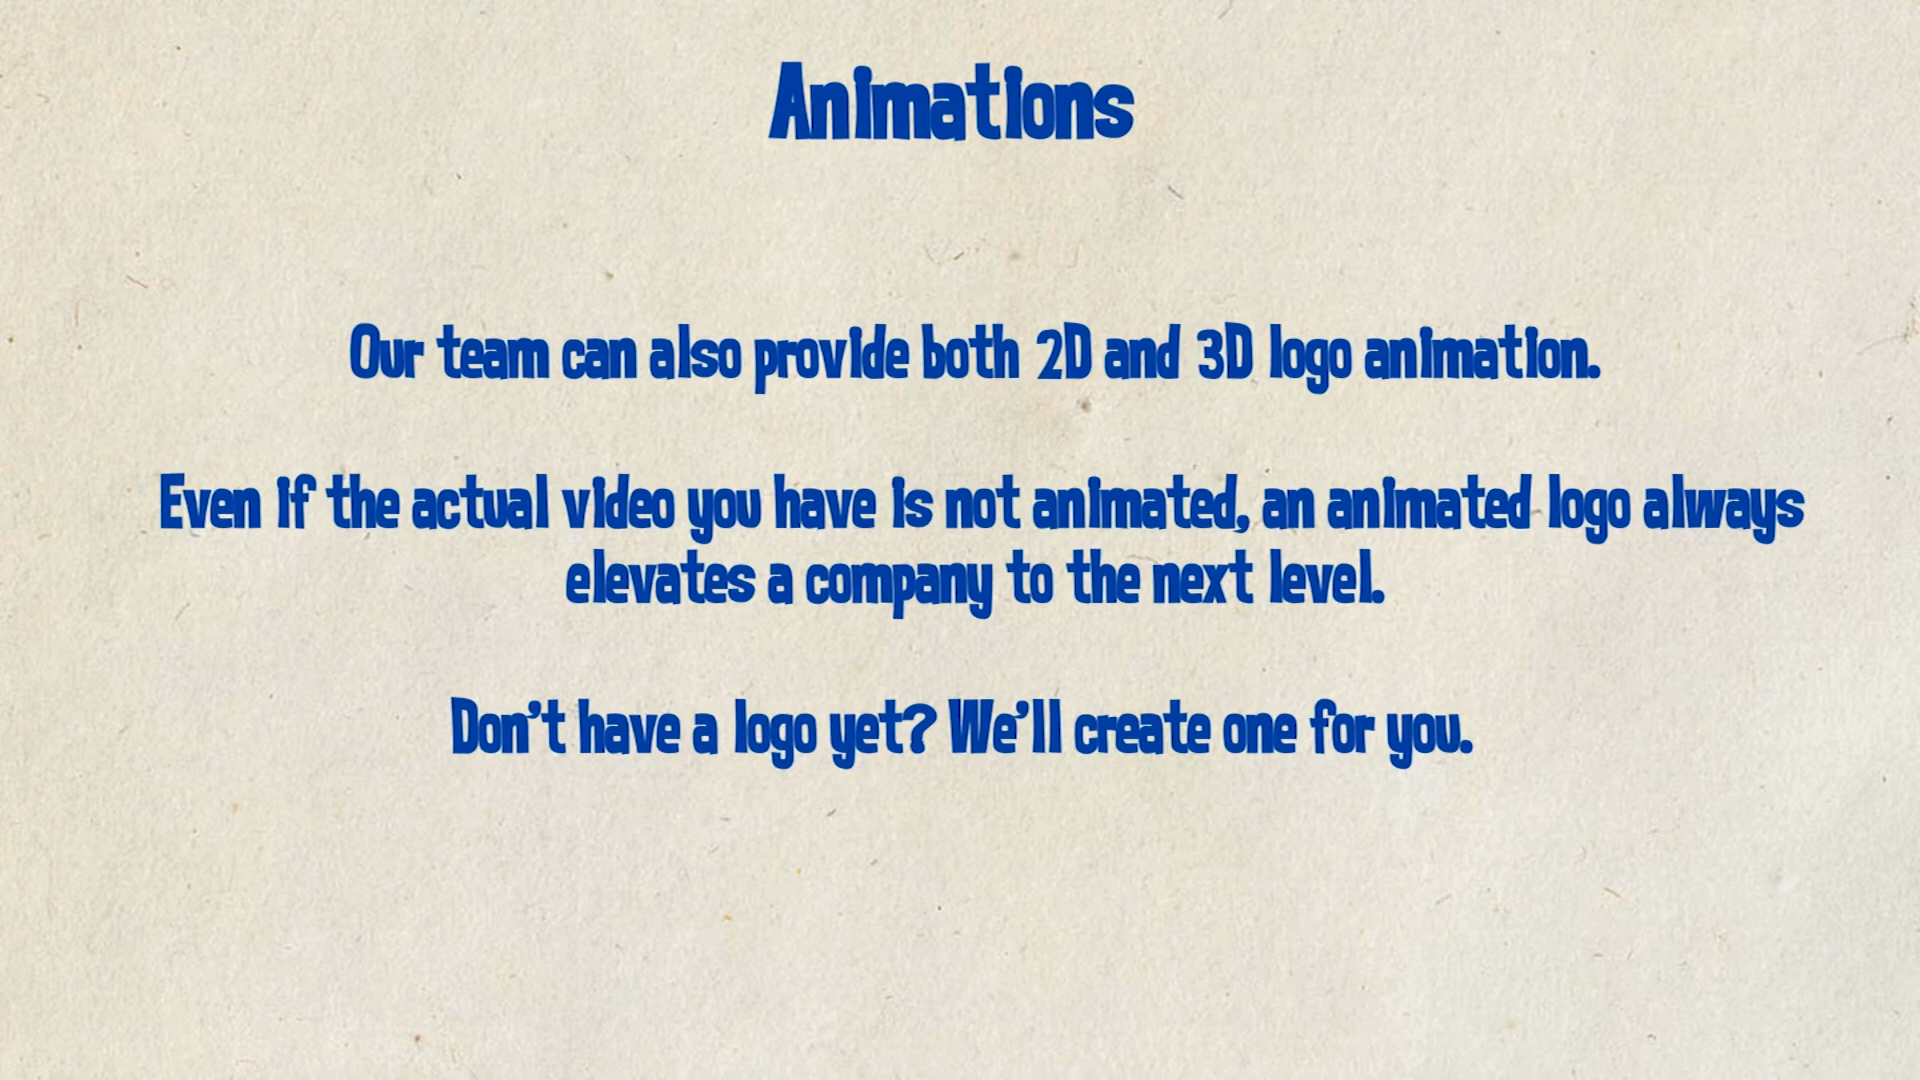 Animations
Our team can also provide both 2D and 3D logo animation.
Even if the actual video you have is not animated, an animated logo always
elevates a company to the next level.
Don't have a logo yet? We'll create one for you.